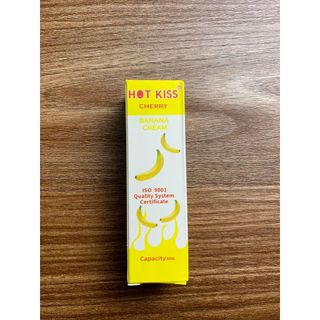 HOT KISS
CHERRY
BANANA
CREAM
ISO 9001
Quality System
Certificate
Capacity: